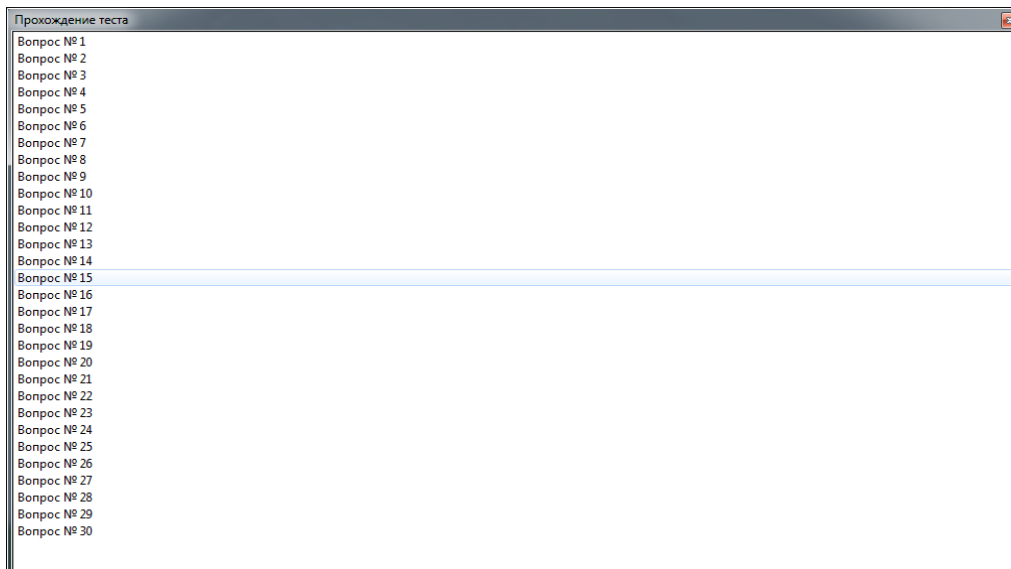 Прохождение теста
Вопрос № 1
Вопрос № 2
Вопрос № 3
Вопрос № 4
Вопрос № 5
Вопрос № 6
Вопрос № 7
Вопрос № 8
Вопрос № 9
Вопрос № 10
Вопрос № 11
Вопрос № 12
Вопрос № 13
Вопрос № 14
Вопрос № 15
Вопрос № 16
Вопрос № 17
Вопрос № 18
Вопрос № 19
Вопрос № 20
Вопрос № 21
Вопрос № 22
Вопрос № 23
Вопрос № 24
Вопрос № 25
Вопрос № 26
Вопрос № 27
Вопрос № 28
Вопрос № 29
Вопрос № 30